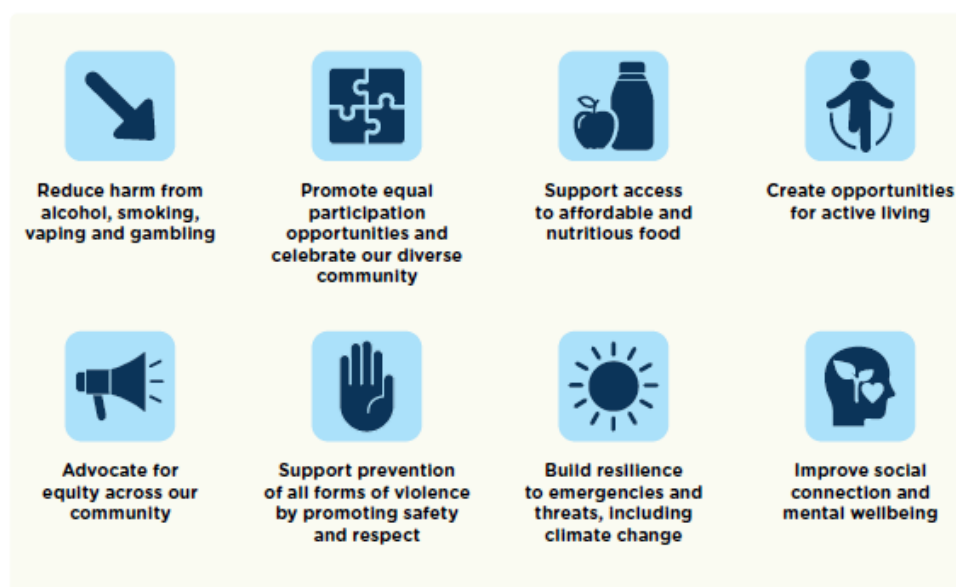 Reduce harm from
alcohol, smoking,
vaping and gambling
Promote equal
participation
opportunities and
celebrate our diverse
community
Support access
to affordable and
nutritious food
Create opportunities
for active living
Advocate for
equity across our
community
Support prevention
of all forms of violence
by promoting safety
and respect
Build resilience
to emergencies and
threats, including
climate change
Improve social
connection and
mental wellbeing